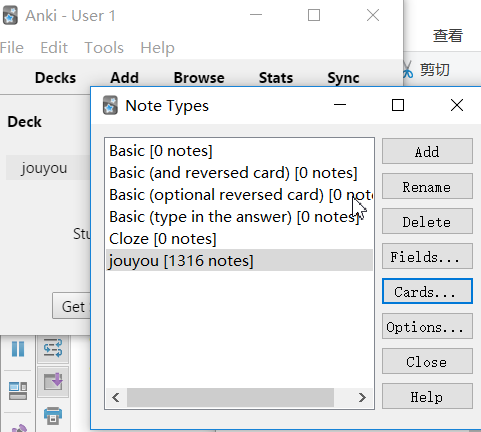 Anki - User 1
查看
File Edit Tools Help
剪切
Decks Add Browse Stats Sync
Note Types
Deck
jouyou
Stu
Get
Basic [0 notes]
Basic (and reversed card) [0 notes]
Basic (optional reversed card) [0 note
Basic (type in the answer) [0 notes]
Cloze [0 notes]
jouyou [1316 notes]
Add
Rename
Delete
Fields...
Cards...
Options...
Close
Help